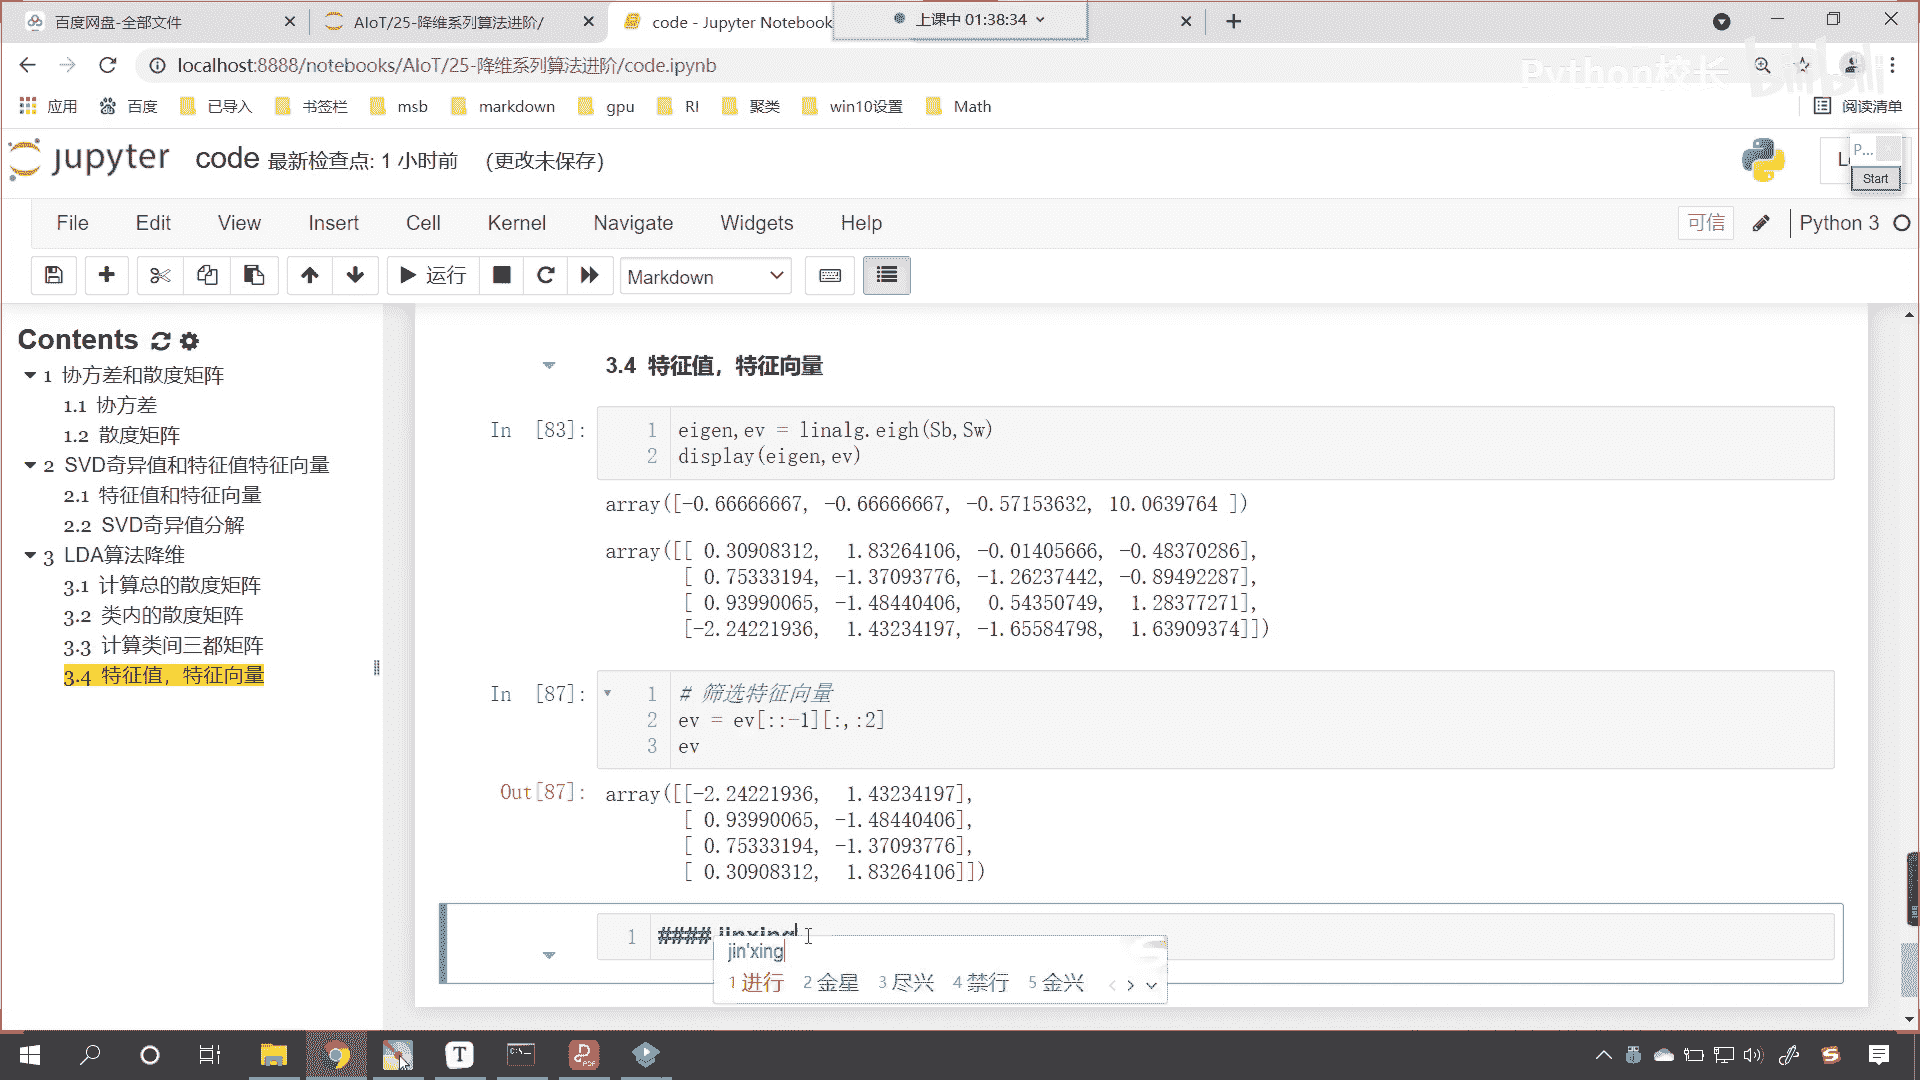 百度网盘-全部文件
AIoT/25-降维系列算法进阶/
code - Jupyter Notebook
上课中 01:38:34
localhost:8888/notebooks/AIoT/25-降维系列算法进阶/code.ipynb
Python校长 bilibili
应用 百度 已导入 书签栏 msb markdown gpu RI 聚类 win10设置 Math 阅读清单
jupyter code 最新检查点: 1 小时前 (更改未保存)
P...
Start
File Edit View Insert Cell Kernel Navigate Widgets Help 可信 Python 3
运行 Markdown
Contents
1 协方差和散度矩阵
1.1 协方差
1.2 散度矩阵
2 SVD奇异值和特征值特征向量
2.1 特征值和特征向量
2.2 SVD奇异值分解
3 LDA算法降维
3.1 计算总的散度矩阵
3.2 类内的散度矩阵
3.3 计算类间三都矩阵
3.4 特征值，特征向量
3.4 特征值，特征向量
In [83]:
1 eigen,ev = linalg.eigh(Sb,Sw)
2 display(eigen,ev)
array([-0.66666667, -0.66666667, -0.57153632, 10.0639764 ])
array([[ 0.30908312, 1.83264106, -0.01405666, -0.48370286],
[ 0.75333194, -1.37093776, -1.26237442, -0.89492287],
[ 0.93990065, -1.48440406, 0.54350749, 1.28377271],
[-2.24221936, 1.43234197, -1.65584798, 1.63909374]])
In [87]:
1 # 筛选特征向量
2 ev = ev[::-1][:,:2]
3 ev
Out[87]:
array([[-2.24221936, 1.43234197],
[ 0.93990065, -1.48440406],
[ 0.75333194, -1.37093776],
[ 0.30908312, 1.83264106]])
1 #### jinxing
jin'xing
1 进行 2 金星 3 尽兴 4 禁行 5 金兴